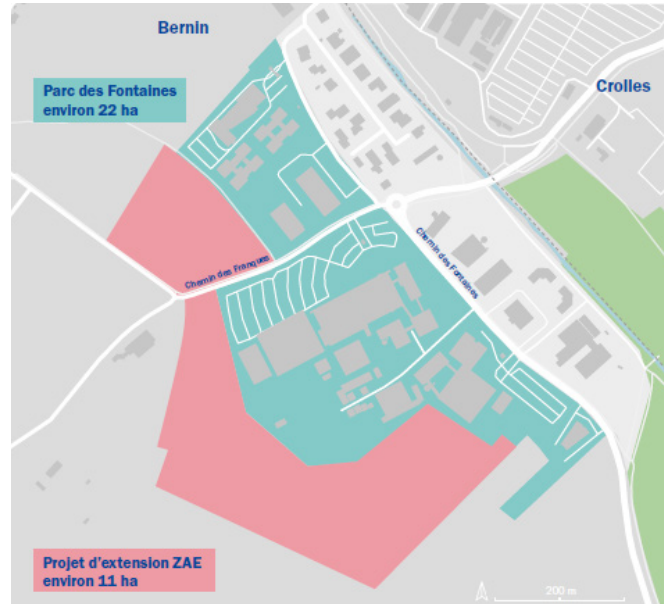 Bernin
Crolles
Parc des Fontaines
environ 22 ha
Chemin des Franques
Chemin des Fontaines
Projet d'extension ZAE
environ 11 ha
200 m